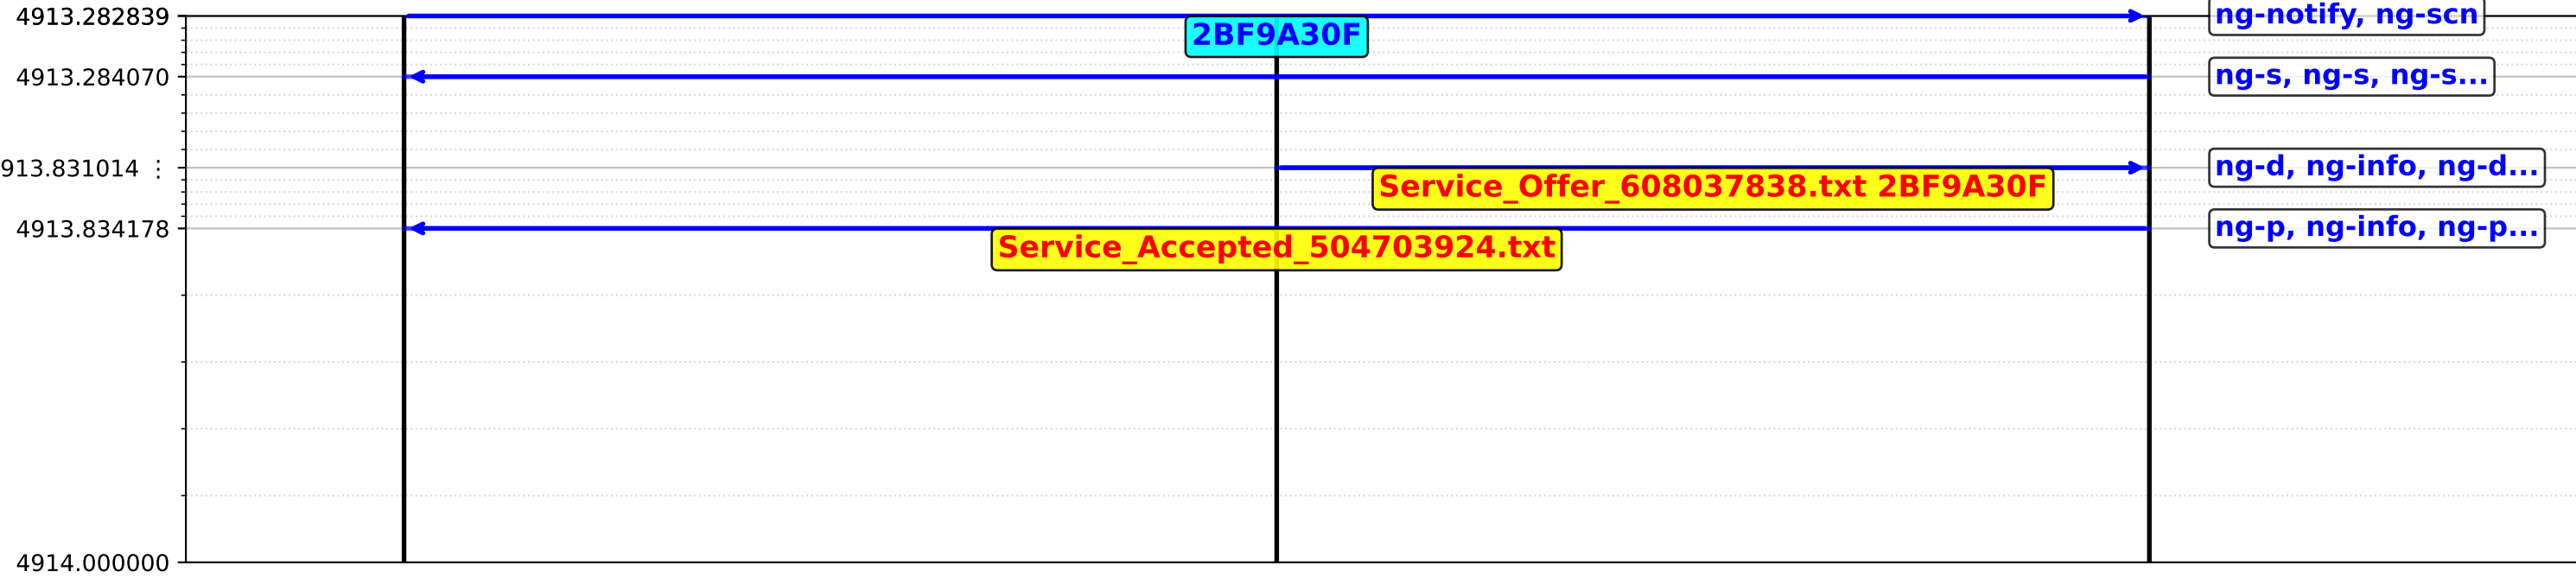 4913.282839
ng-notify, ng-scn
2BF9A30F
4913.284070
ng-s, ng-s, ng-s...
913.831014 ⋮
ng-d, ng-info, ng-d...
Service_Offer_608037838.txt 2BF9A30F
4913.834178
ng-p, ng-info, ng-p...
Service_Accepted_504703924.txt
4914.000000